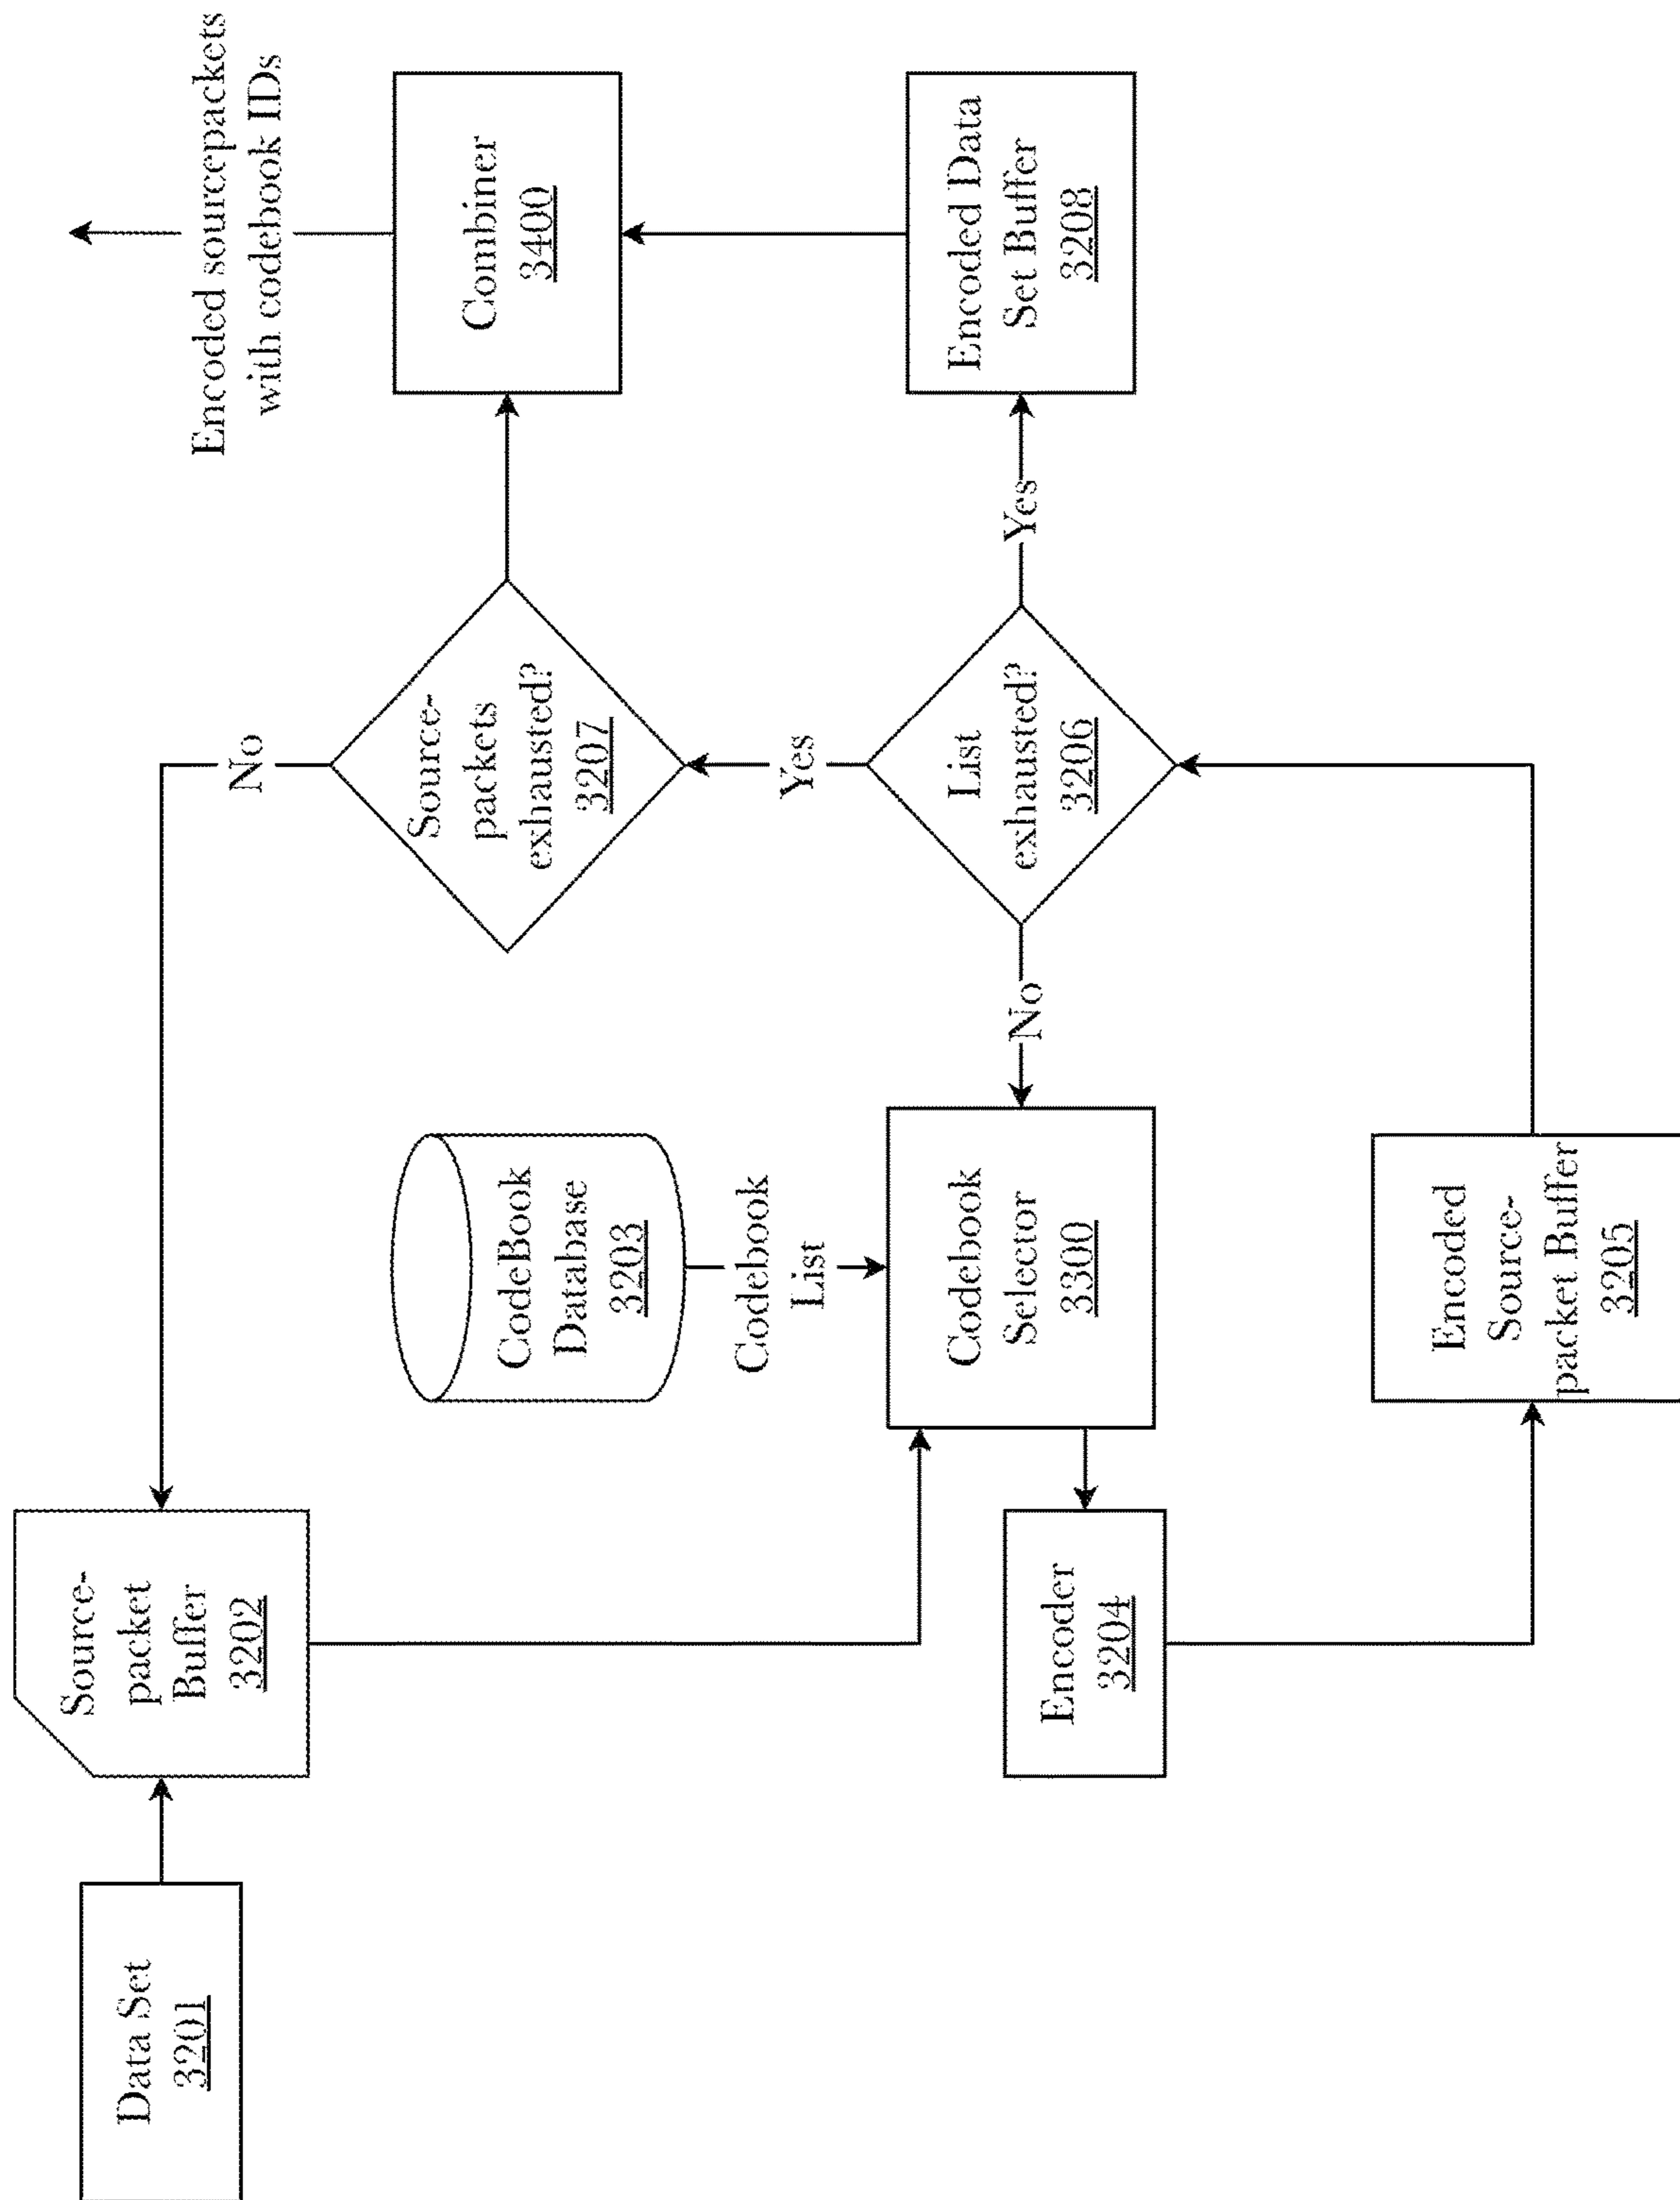 Data Set
3201
Source-
packet
Buffer
3202
No
Source-
packets
exhausted?
3207
Combiner
3400
Encoded sourcepackets
with codebook IDs
CodeBook
Database
3203
Codebook
List
Yes
Codebook
Selector
3300
No
List
exhausted?
3206
Yes
Encoded Data
Set Buffer
3208
Encoder
3204
Encoded
Source-
packet Buffer
3205